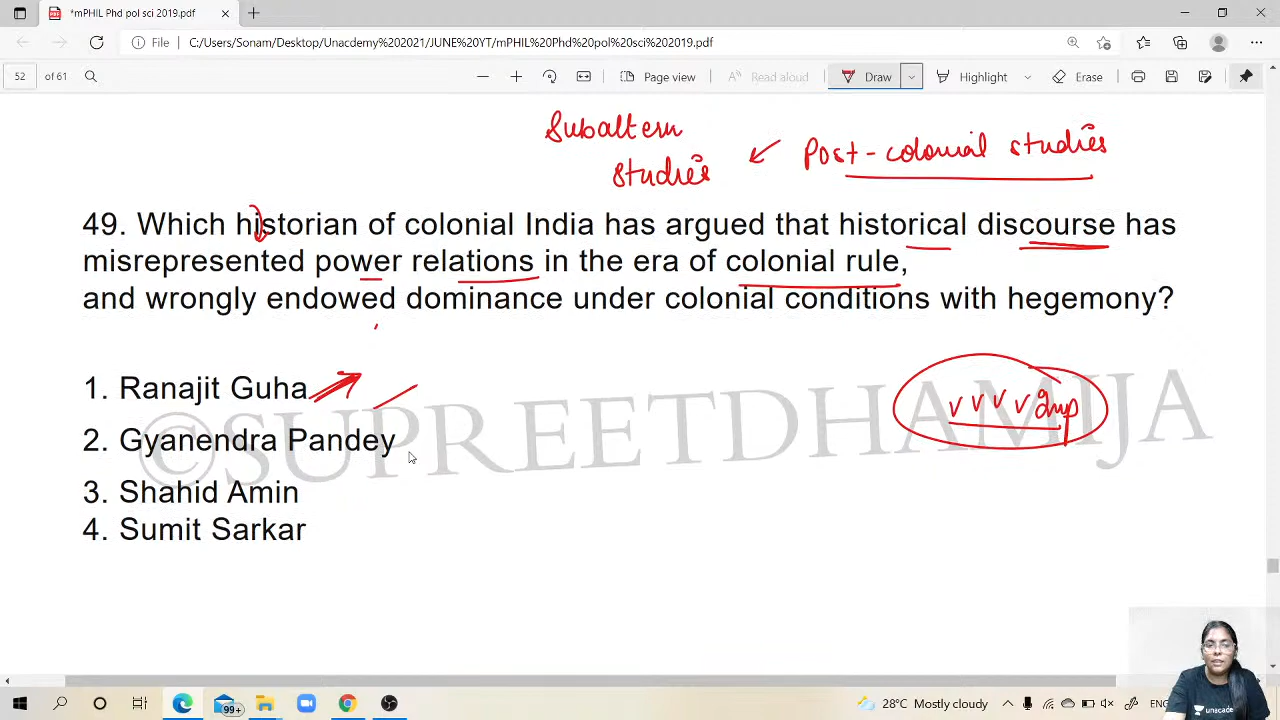 *mPHIL Phd pol sci 2019.pdf
File
C:/Users/Sonam/Desktop/Unacdemy%202021/JUNE%20YT/mPHIL%20Phd%20pol%20sci%202019.pdf
52 of 61
Page view
Read aloud
Draw
Highlight
Erase
Subaltern studies
Post-colonial studies
49. Which historian of colonial India has argued that historical discourse has
misrepresented power relations in the era of colonial rule,
and wrongly endowed dominance under colonial conditions with hegemony?
1. Ranajit Guha
2. Gyanendra Pandey
3. Shahid Amin
4. Sumit Sarkar
©SUPREETDHAMIJA
v v v v imp
unacademy
99+
28°C Mostly cloudy
ENG